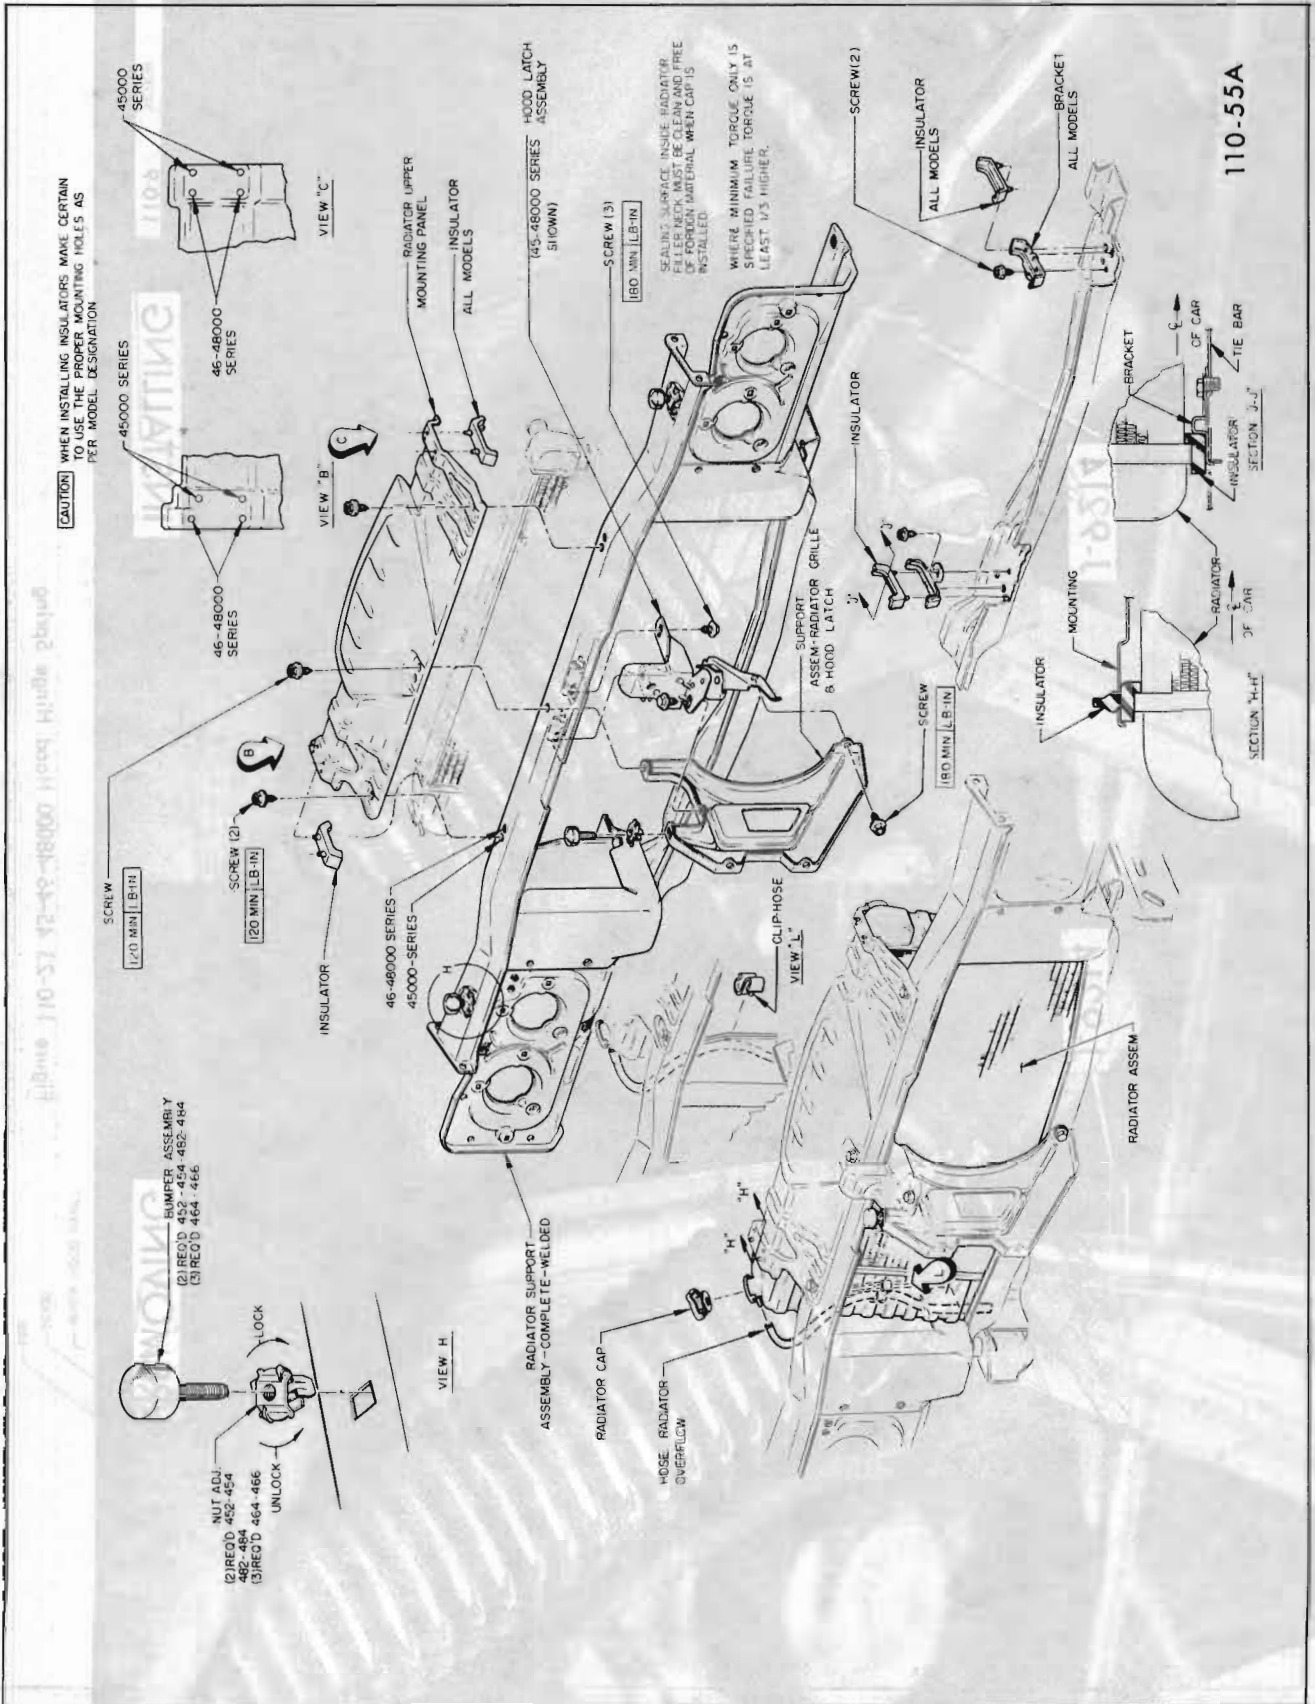 CAUTION WHEN INSTALLING INSULATORS MAKE CERTAIN
TO USE THE PROPER MOUNTING HOLES AS
PER MODEL DESIGNATION
45000
SERIES
46-48000
SERIES
VIEW "C"
45000 SERIES
46-48000
SERIES
VIEW "B"
C
B
SCREW
120 MIN LB-IN
SCREW (2)
120 MIN LB-IN
INSULATOR
46-48000 SERIES
45000-SERIES
RADIATOR UPPER
MOUNTING PANEL
INSULATOR
ALL MODELS
HOOD LATCH
ASSEMBLY
(45-48000 SERIES
SHOWN)
SCREW (3)
180 MIN LB-IN
SEALING SURFACE INSIDE RADIATOR
FILLER NECK MUST BE CLEAN AND FREE
OF FORDION MATERIAL WHEN CAP IS
INSTALLED.
WHERE MINIMUM TORQUE ONLY IS
SPECIFIED FAILURE TORQUE IS AT
LEAST 1/3 HIGHER.
SCREW(2)
INSULATOR
ALL MODELS
BRACKET
ALL MODELS
INSULATOR
"J"
"J"
SUPPORT
ASSEM-RADIATOR GRILLE
& HOOD LATCH
SCREW
180 MIN LB-IN
BUMPER ASSEMBLY
(2) REQ'D 452-454-482-484
(3) REQ'D 464-466
LOCK
NUT ADJ.
(2) REQ'D 452-454
482-484
(3) REQ'D 464-466
UNLOCK
VIEW H
H
RADIATOR SUPPORT
ASSEMBLY-COMPLETE-WELDED
CLIP-HOSE
VIEW "L"
RADIATOR CAP
HOSE RADIATOR
OVERFLOW
"H"
"H"
L
RADIATOR ASSEM
INSULATOR
MOUNTING
RADIATOR
OF CAR
SECTION "H-H"
BRACKET
OF CAR
TIE BAR
INSULATOR
SECTION "J-J"
110-55A